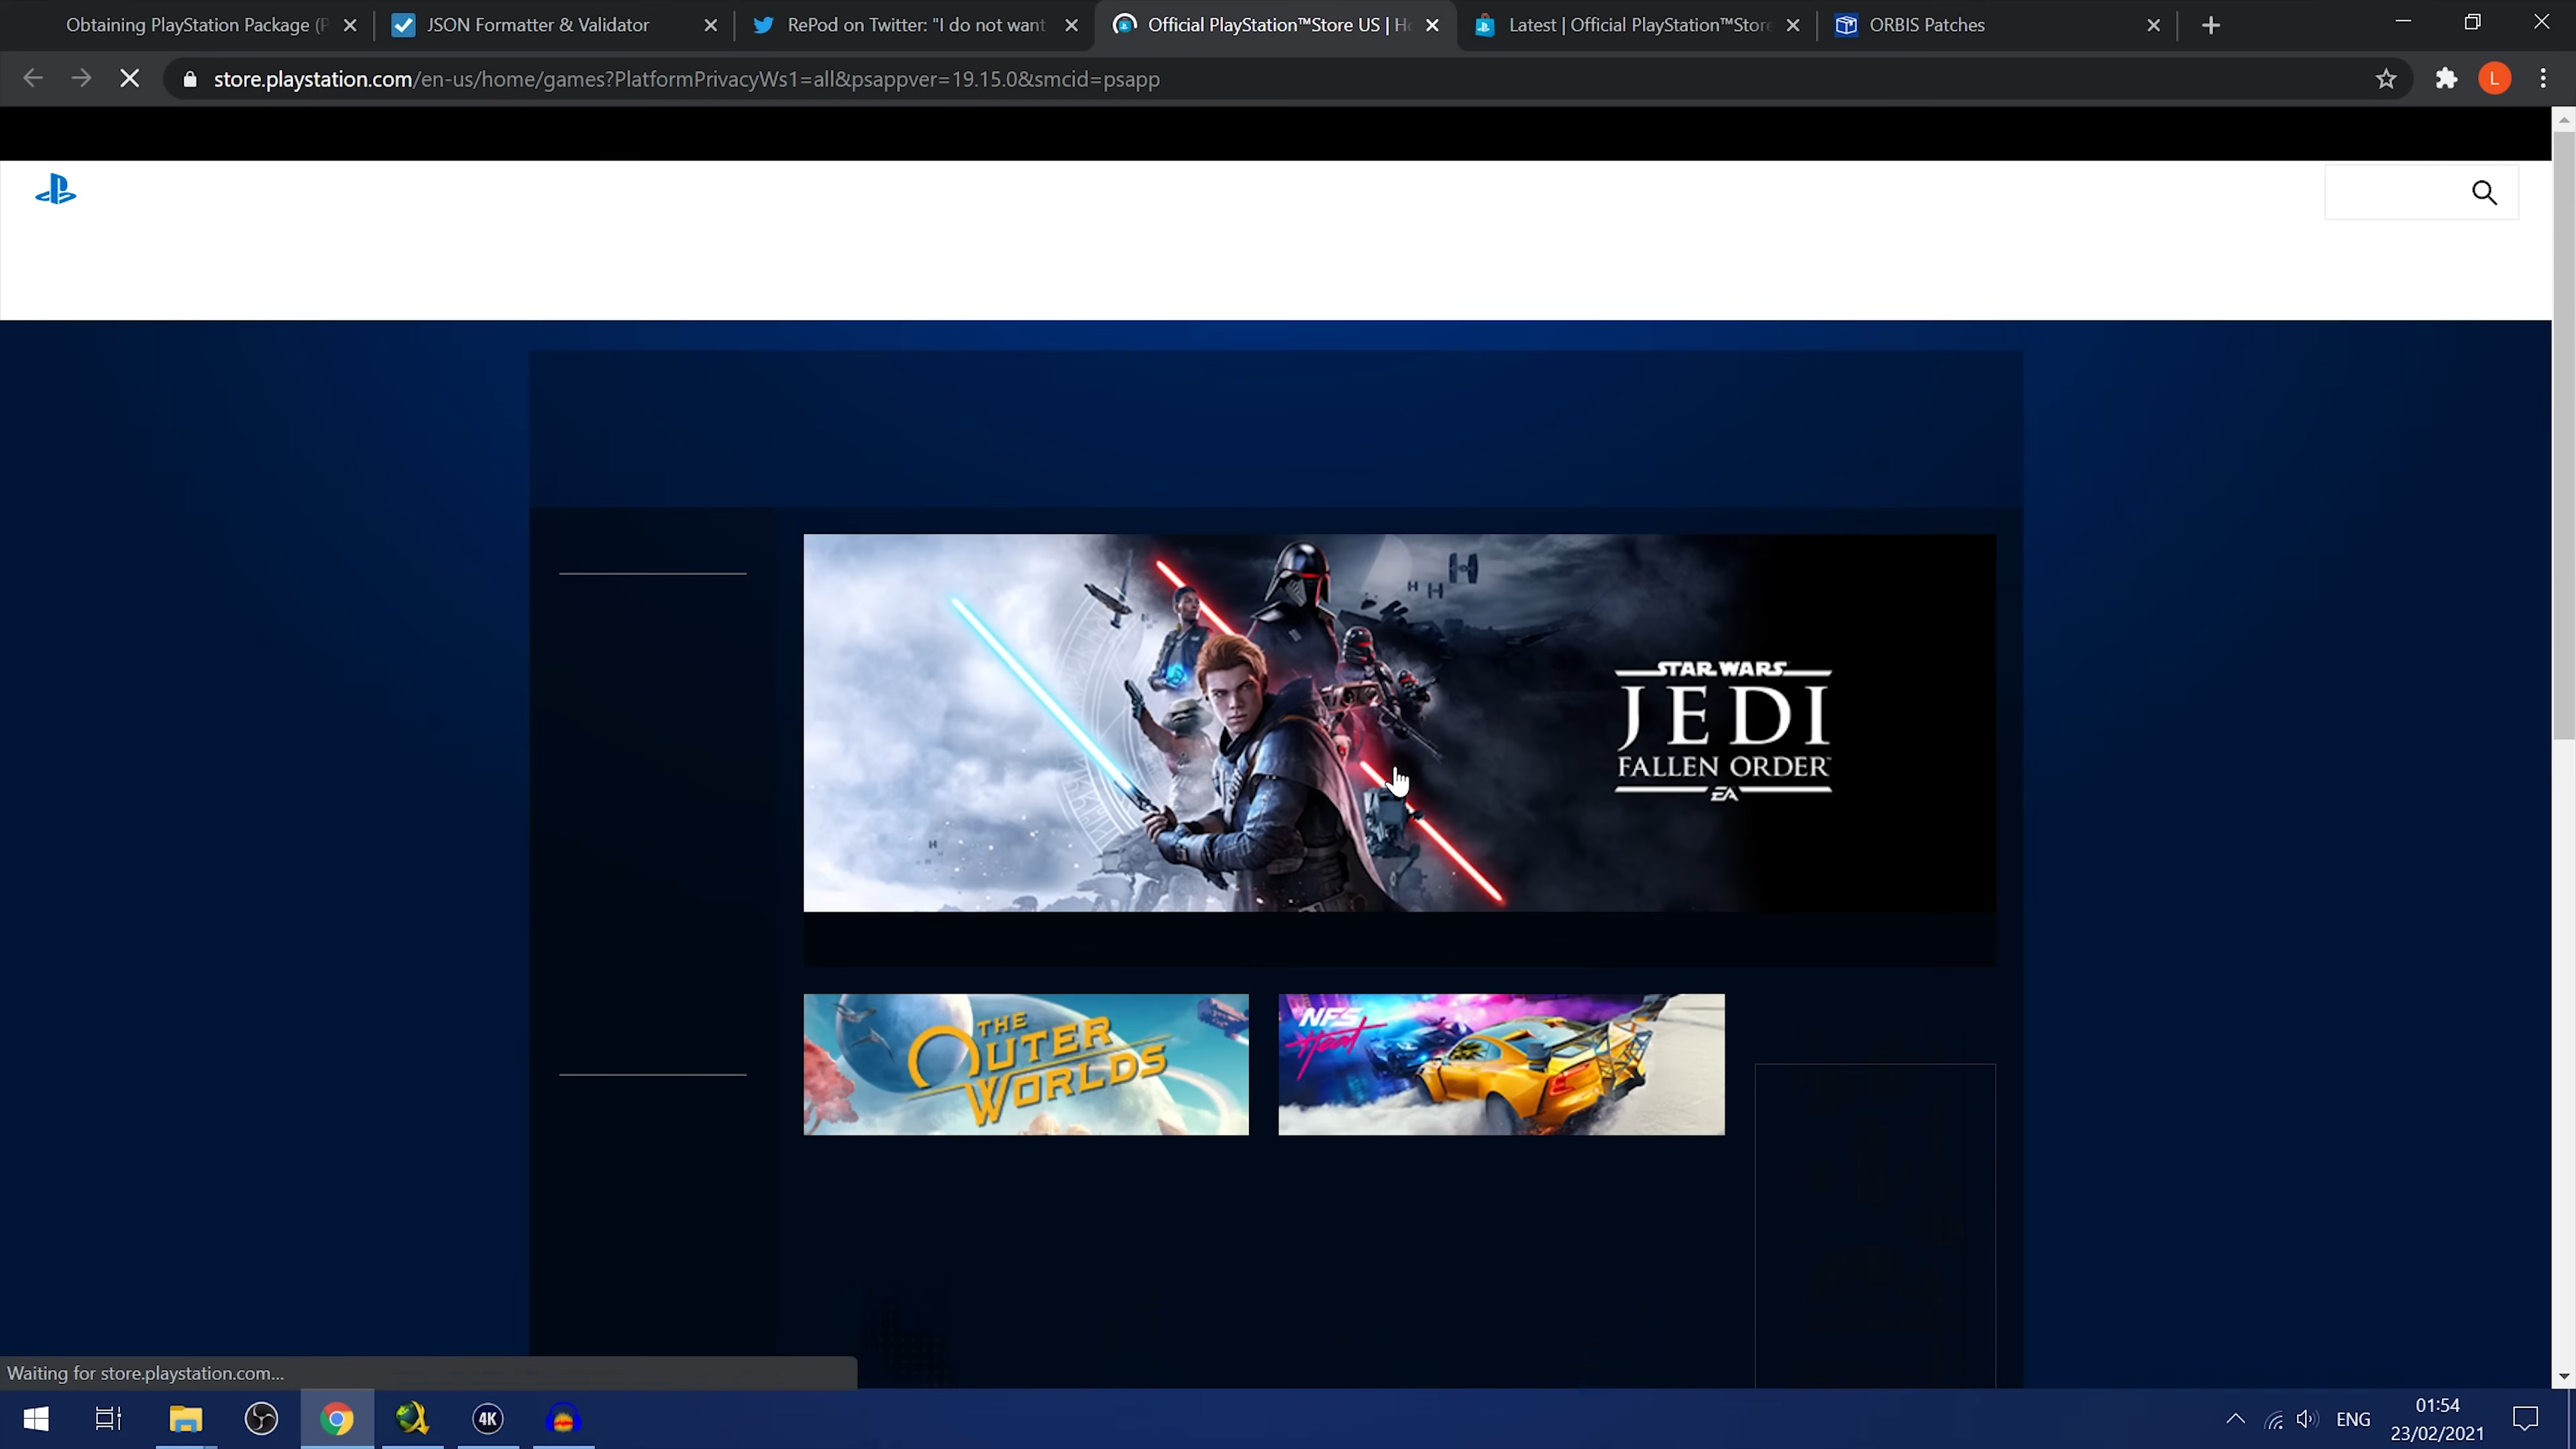 Obtaining PlayStation Package (P
JSON Formatter & Validator
RePod on Twitter: "I do not want
Official PlayStation™Store US | Ho
Latest | Official PlayStation™Store
ORBIS Patches
store.playstation.com/en-us/home/games?PlatformPrivacyWs1=all&psappver=19.15.0&smcid=psapp
L
STAR WARS
JEDI
FALLEN ORDER
EA
THE
OUTER
WORLDS
NFS
Heat
Waiting for store.playstation.com...
4K
ENG
01:54
23/02/2021